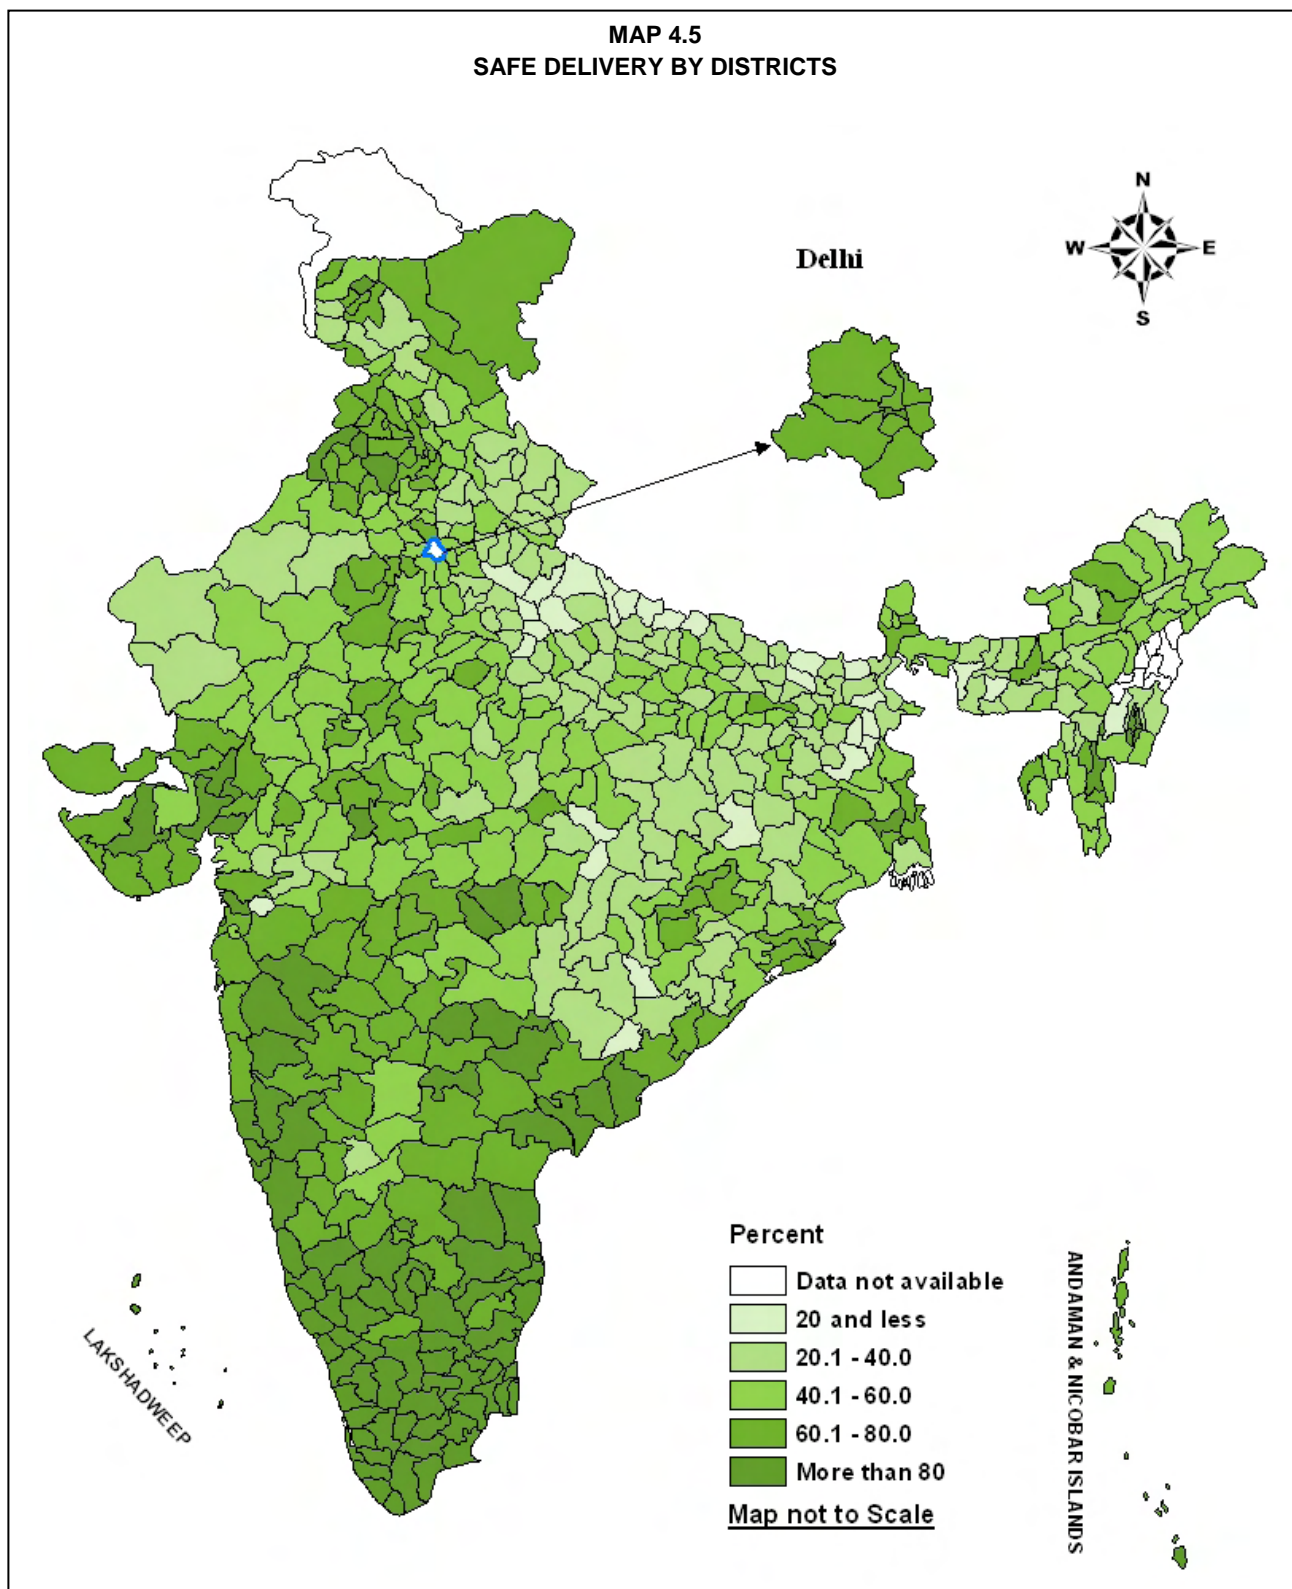 MAP 4.5
SAFE DELIVERY BY DISTRICTS
N
W
E
S
Delhi
Percent
Data not available
20 and less
20.1 - 40.0
40.1 - 60.0
60.1 - 80.0
More than 80
Map not to Scale
LAKSHADWEEP
ANDAMAN & NICOBAR ISLANDS